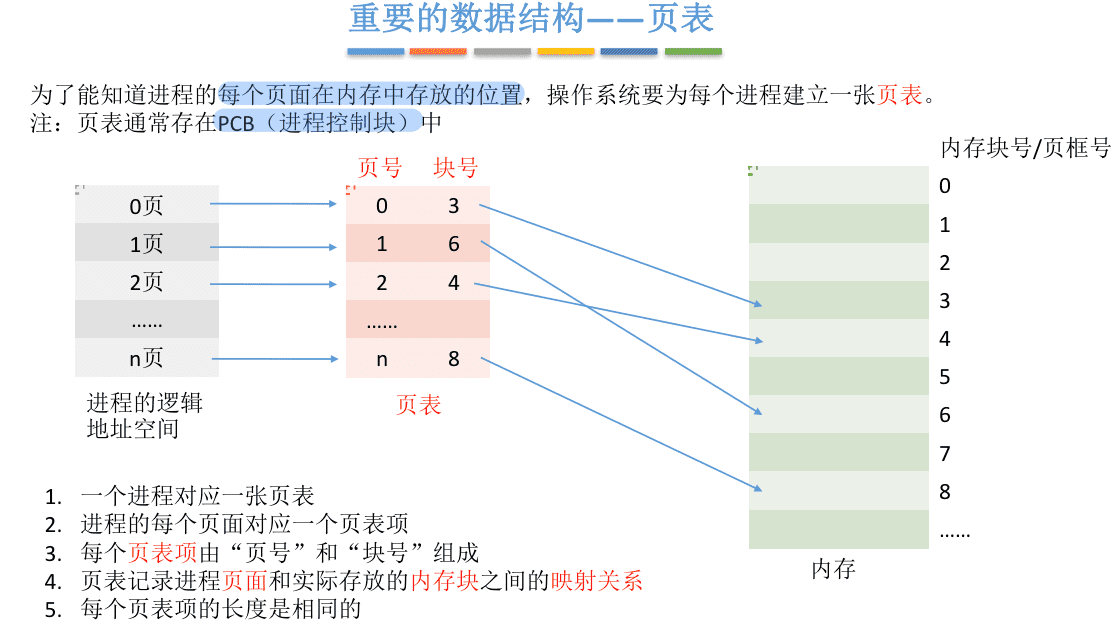 重要的数据结构——页表
为了能知道进程的每个页面在内存中存放的位置，操作系统要为每个进程建立一张页表。
注：页表通常存在PCB（进程控制块）中
内存块号/页框号
页号 块号
0页
1页
2页
……
n页
进程的逻辑
地址空间
0 3
1 6
2 4
……
n 8
页表
0
1
2
3
4
5
6
7
8
……
内存
1. 一个进程对应一张页表
2. 进程的每个页面对应一个页表项
3. 每个页表项由“页号”和“块号”组成
4. 页表记录进程页面和实际存放的内存块之间的映射关系
5. 每个页表项的长度是相同的